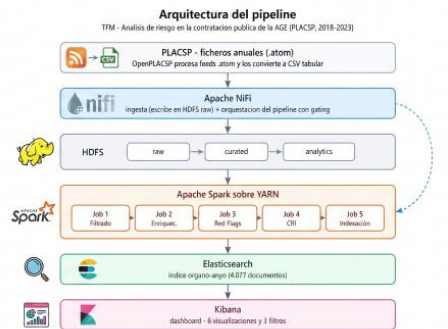 Arquitectura del pipeline
TFM - Analisis de riesgo en la contratacion publica de la AGE (PLACSP, 2018-2023)
PLACSP - ficheros anuales (.atom)
CSV
OpenPLACSP procesa feeds .atom y los convierte a CSV tabular
nifi
Apache NiFi
ingesta (escribe en HDFS raw) + orquestacion del pipeline con gating
HDFS
raw
curated
analytics
Apache Spark sobre YARN
APACHE
Spark
Job 1
Filtrado
Job 2
Enriquec.
Job 3
Red Flags
Job 4
CRI
Job 5
Indexación
Elasticsearch
indice organo-anyo (4.077 documentos)
Kibana
dashboard - 6 visualizaciones y 3 filtros